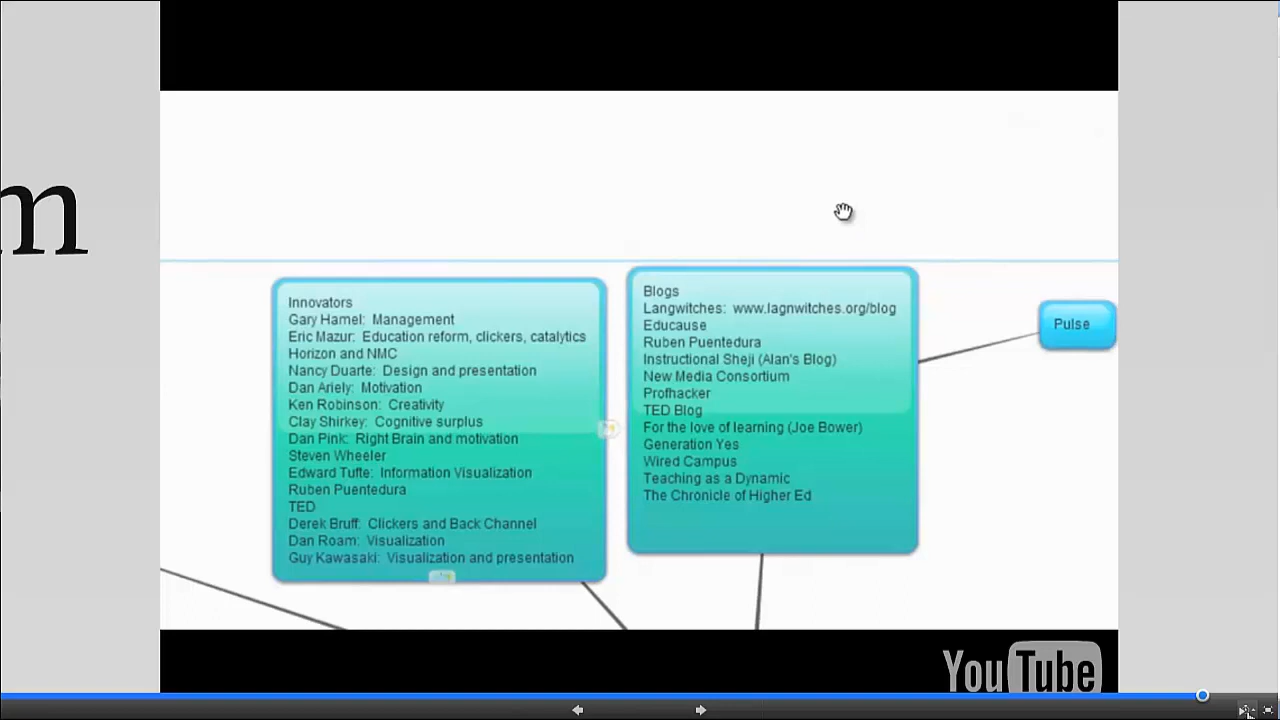 m
Innovators
Gary Hamel: Management
Eric Mazur: Education reform, clickers, catalytics
Horizon and NMC
Nancy Duarte: Design and presentation
Dan Ariely: Motivation
Ken Robinson: Creativity
Clay Shirkey: Cognitive surplus
Dan Pink: Right Brain and motivation
Steven Wheeler
Edward Tufte: Information Visualization
Ruben Puentedura
TED
Derek Bruff: Clickers and Back Channel
Dan Roam: Visualization
Guy Kawasaki: Visualization and presentation
Blogs
Langwitches: www.lagnwitches.org/blog
Educause
Ruben Puentedura
Instructional Sheji (Alan's Blog)
New Media Consortium
Profhacker
TED Blog
For the love of learning (Joe Bower)
Generation Yes
Wired Campus
Teaching as a Dynamic
The Chronicle of Higher Ed
Pulse
YouTube